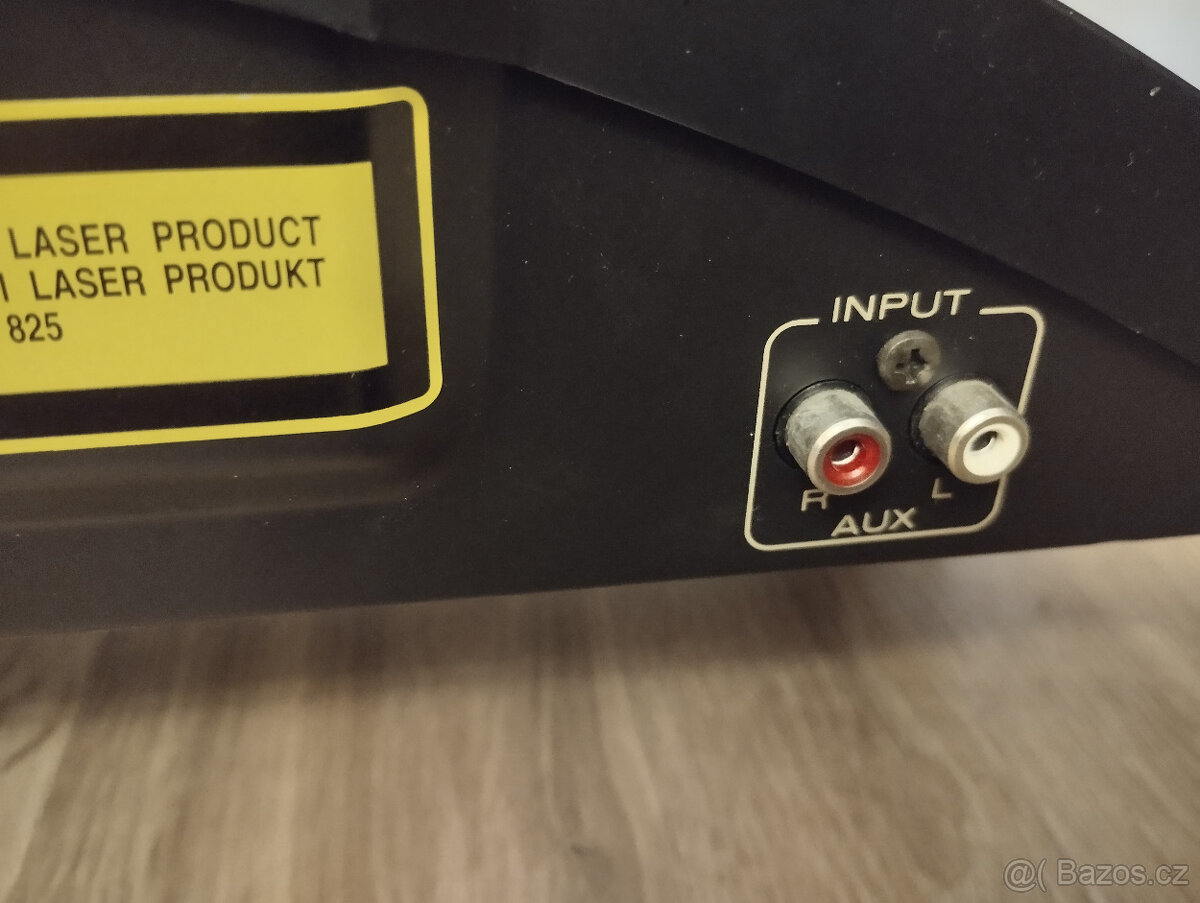 LASER PRODUCT
LASER PRODUKT
825
INPUT
R L
AUX
@( Bazos.cz